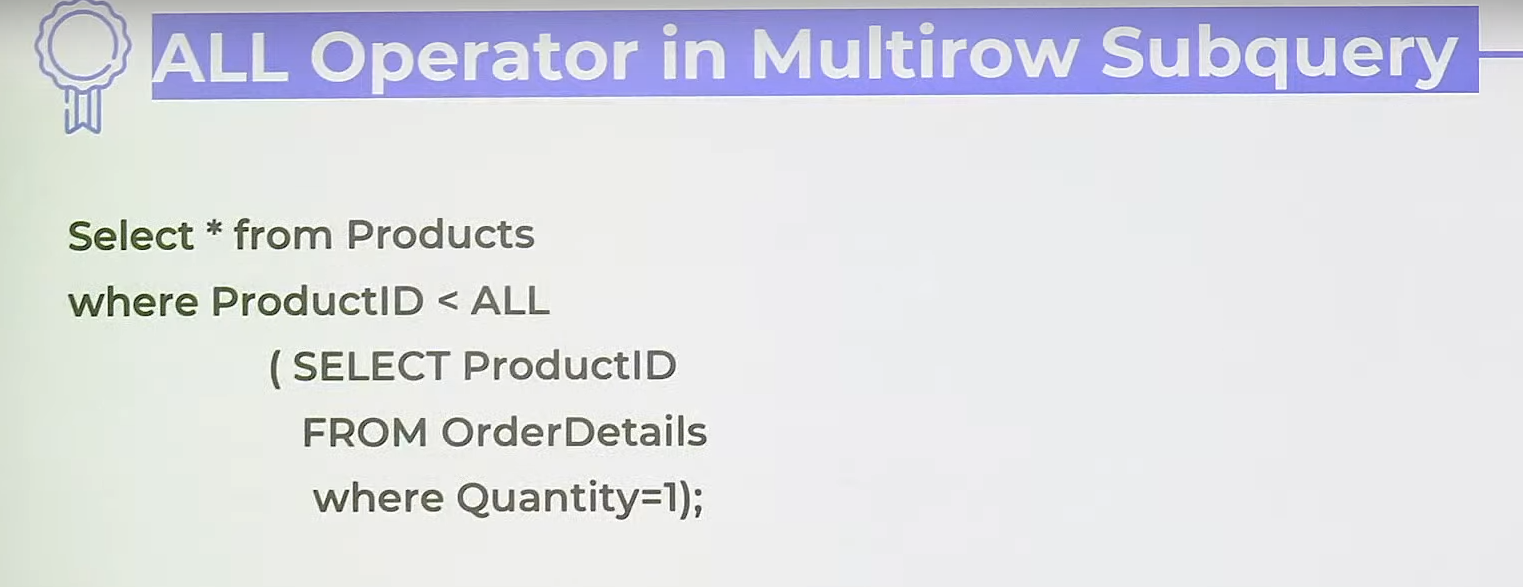 ALL Operator in Multirow Subquery
Select * from Products
where ProductID < ALL
( SELECT ProductID
FROM OrderDetails
where Quantity=1);